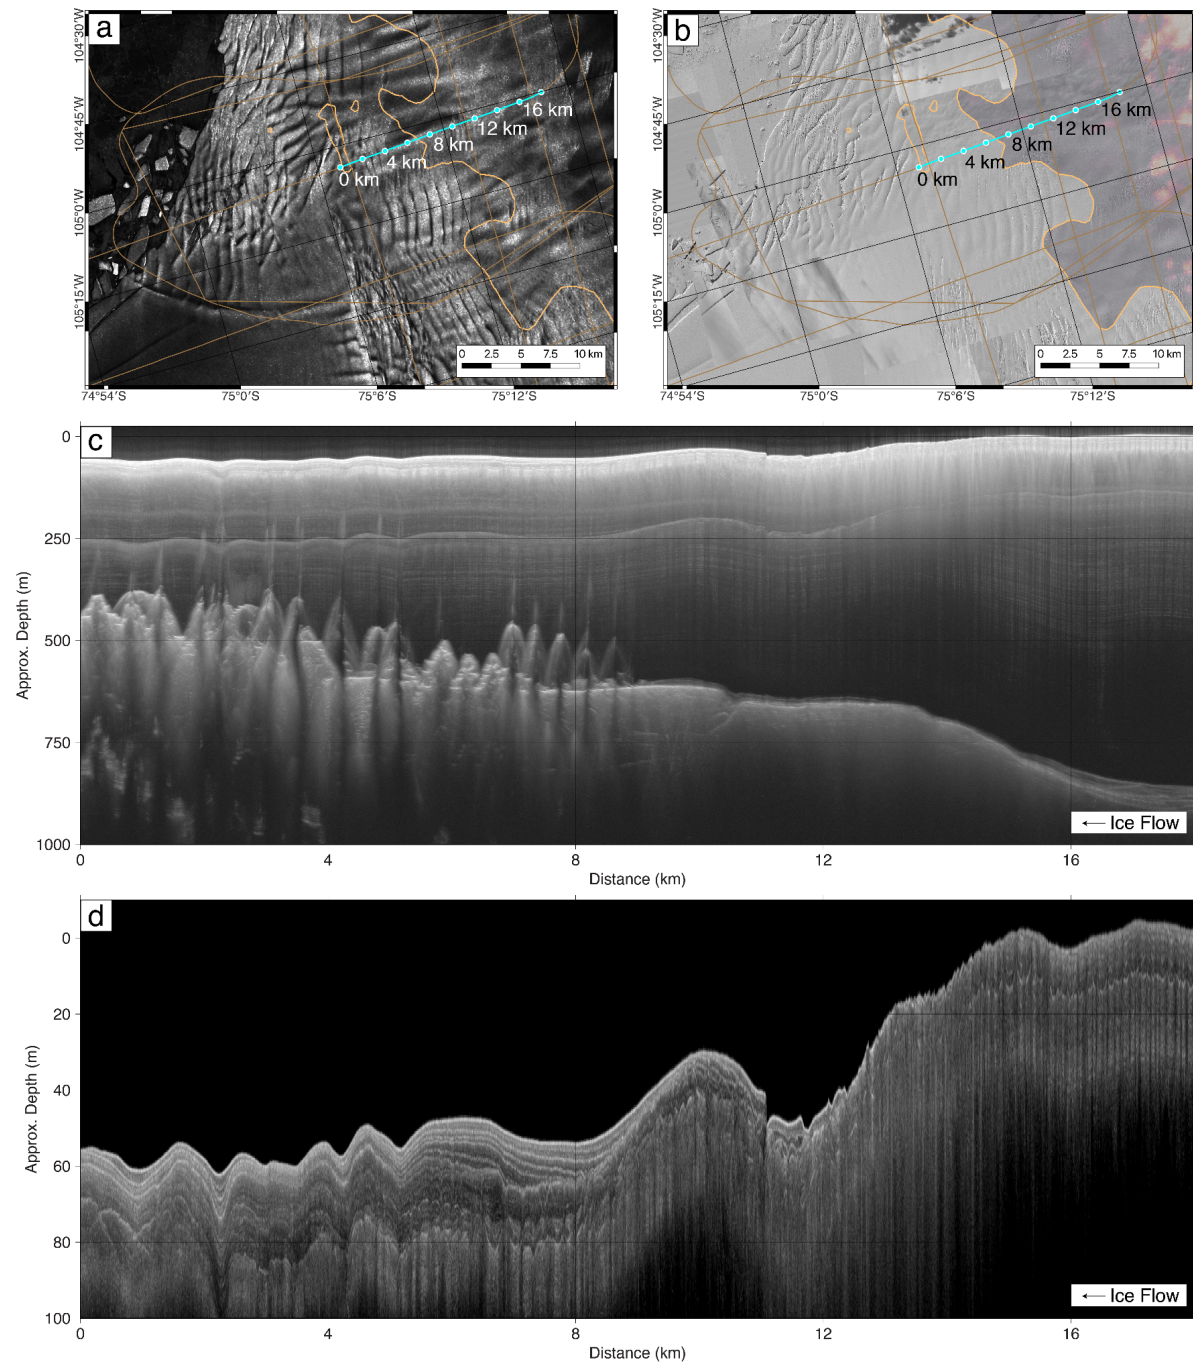 a
104°30'W
104°45'W
105°0'W
105°15'W
0 km
4 km
8 km
12 km
16 km
0 2.5 5 7.5 10 km
74°54'S 75°0'S 75°6'S 75°12'S
b
104°30'W
104°45'W
105°0'W
105°15'W
0 km
4 km
8 km
12 km
16 km
0 2.5 5 7.5 10 km
74°54'S 75°0'S 75°6'S 75°12'S
c
Approx. Depth (m)
0
250
500
750
1000
← Ice Flow
0 4 8 12 16
Distance (km)
d
Approx. Depth (m)
0
20
40
60
80
100
← Ice Flow
0 4 8 12 16
Distance (km)